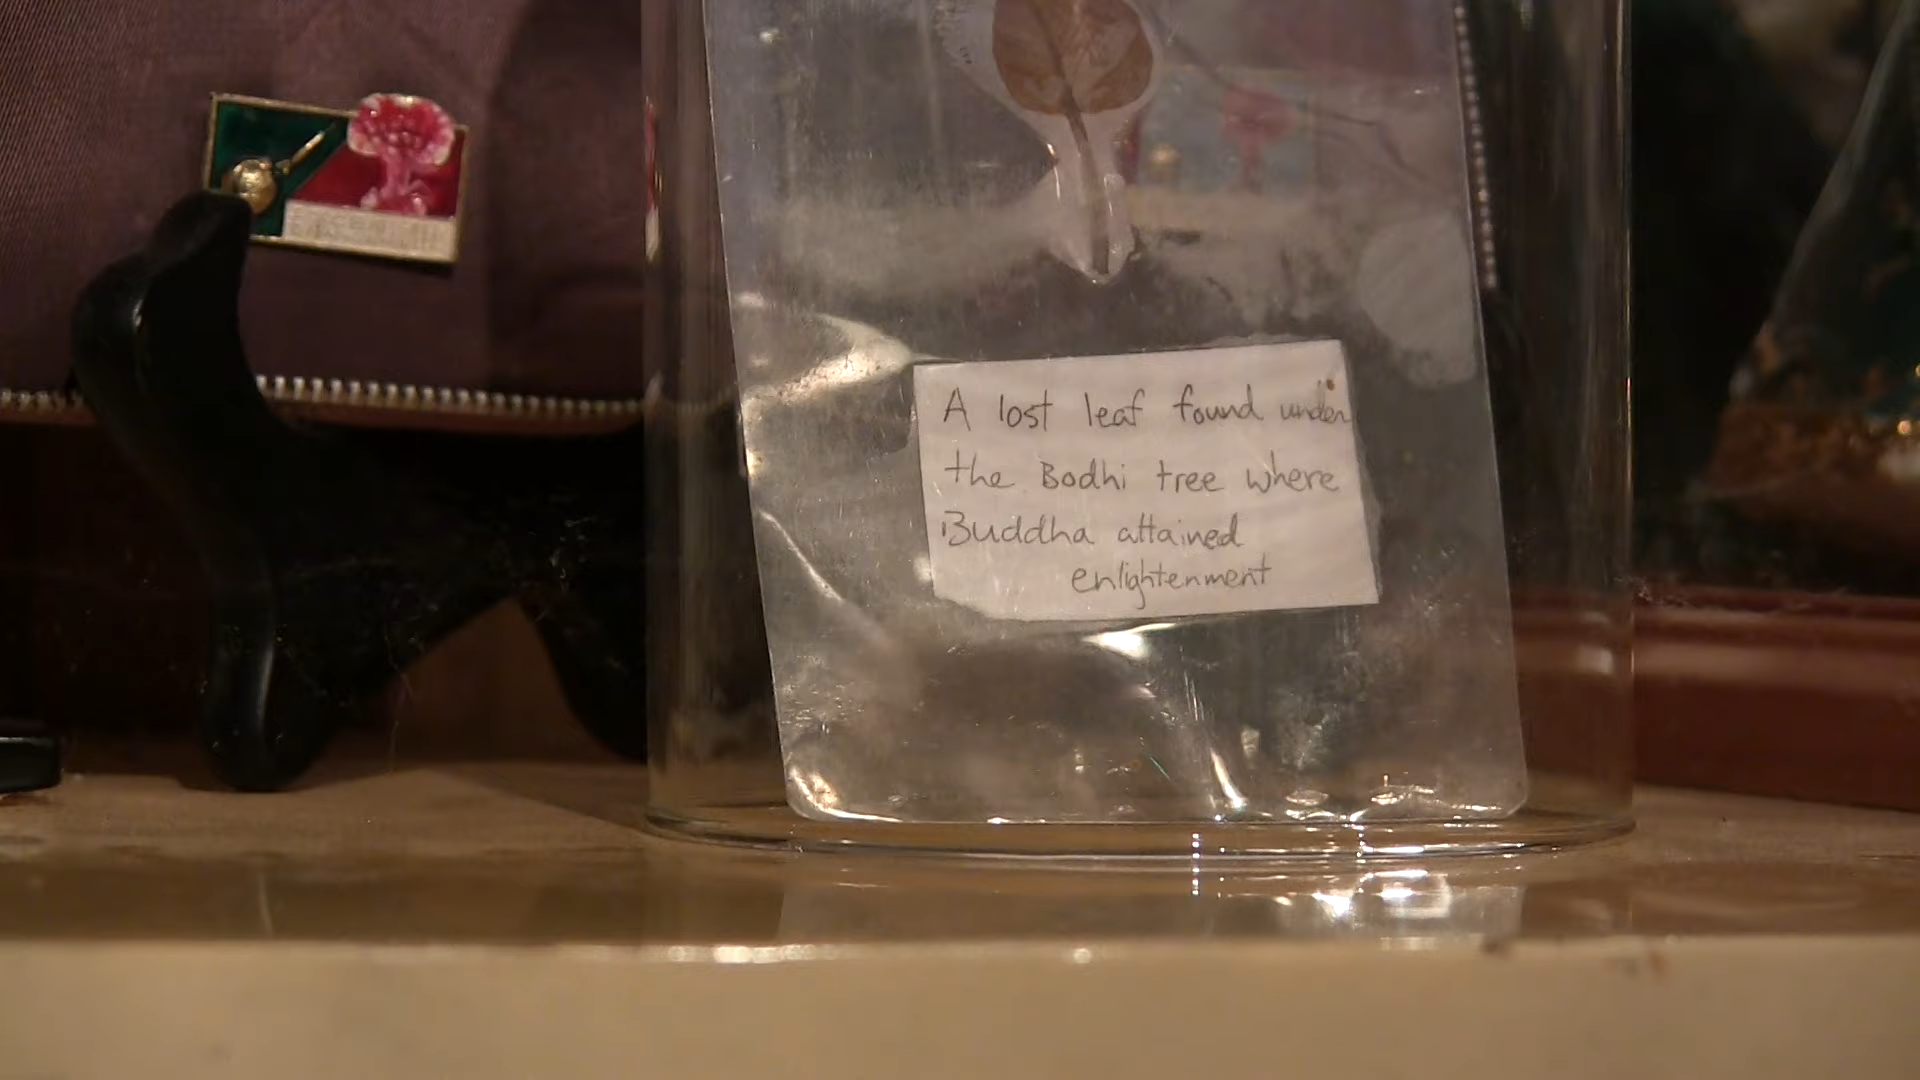 A lost leaf found under
the Bodhi tree where
Buddha attained
enlightenment